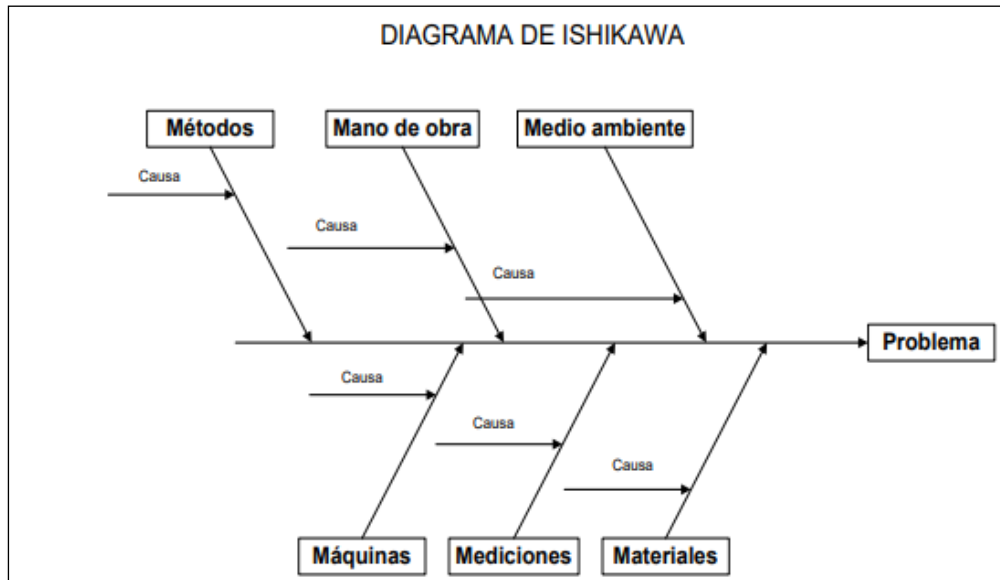 DIAGRAMA DE ISHIKAWA
Métodos
Mano de obra
Medio ambiente
Causa
Causa
Causa
Problema
Causa
Causa
Causa
Máquinas
Mediciones
Materiales